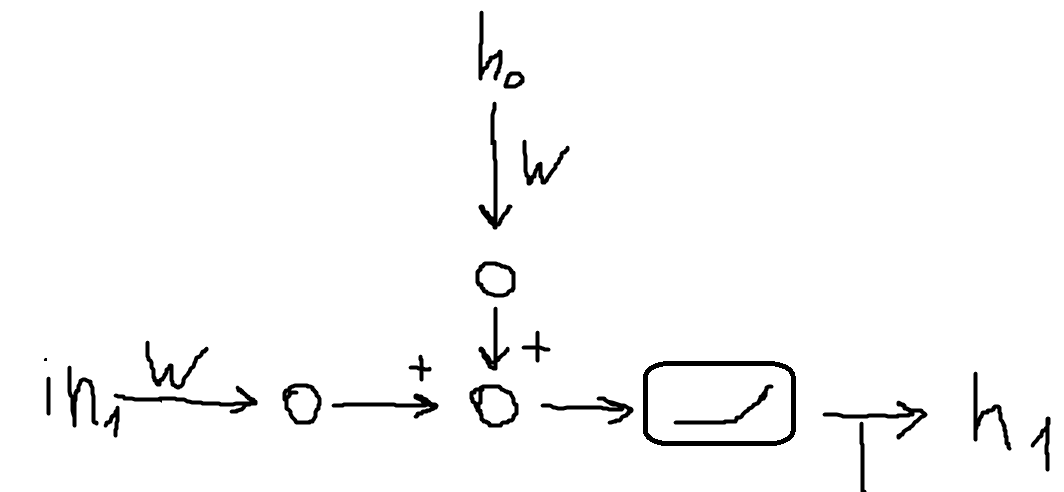 h₀
W
+
W
+
in₁
h₁